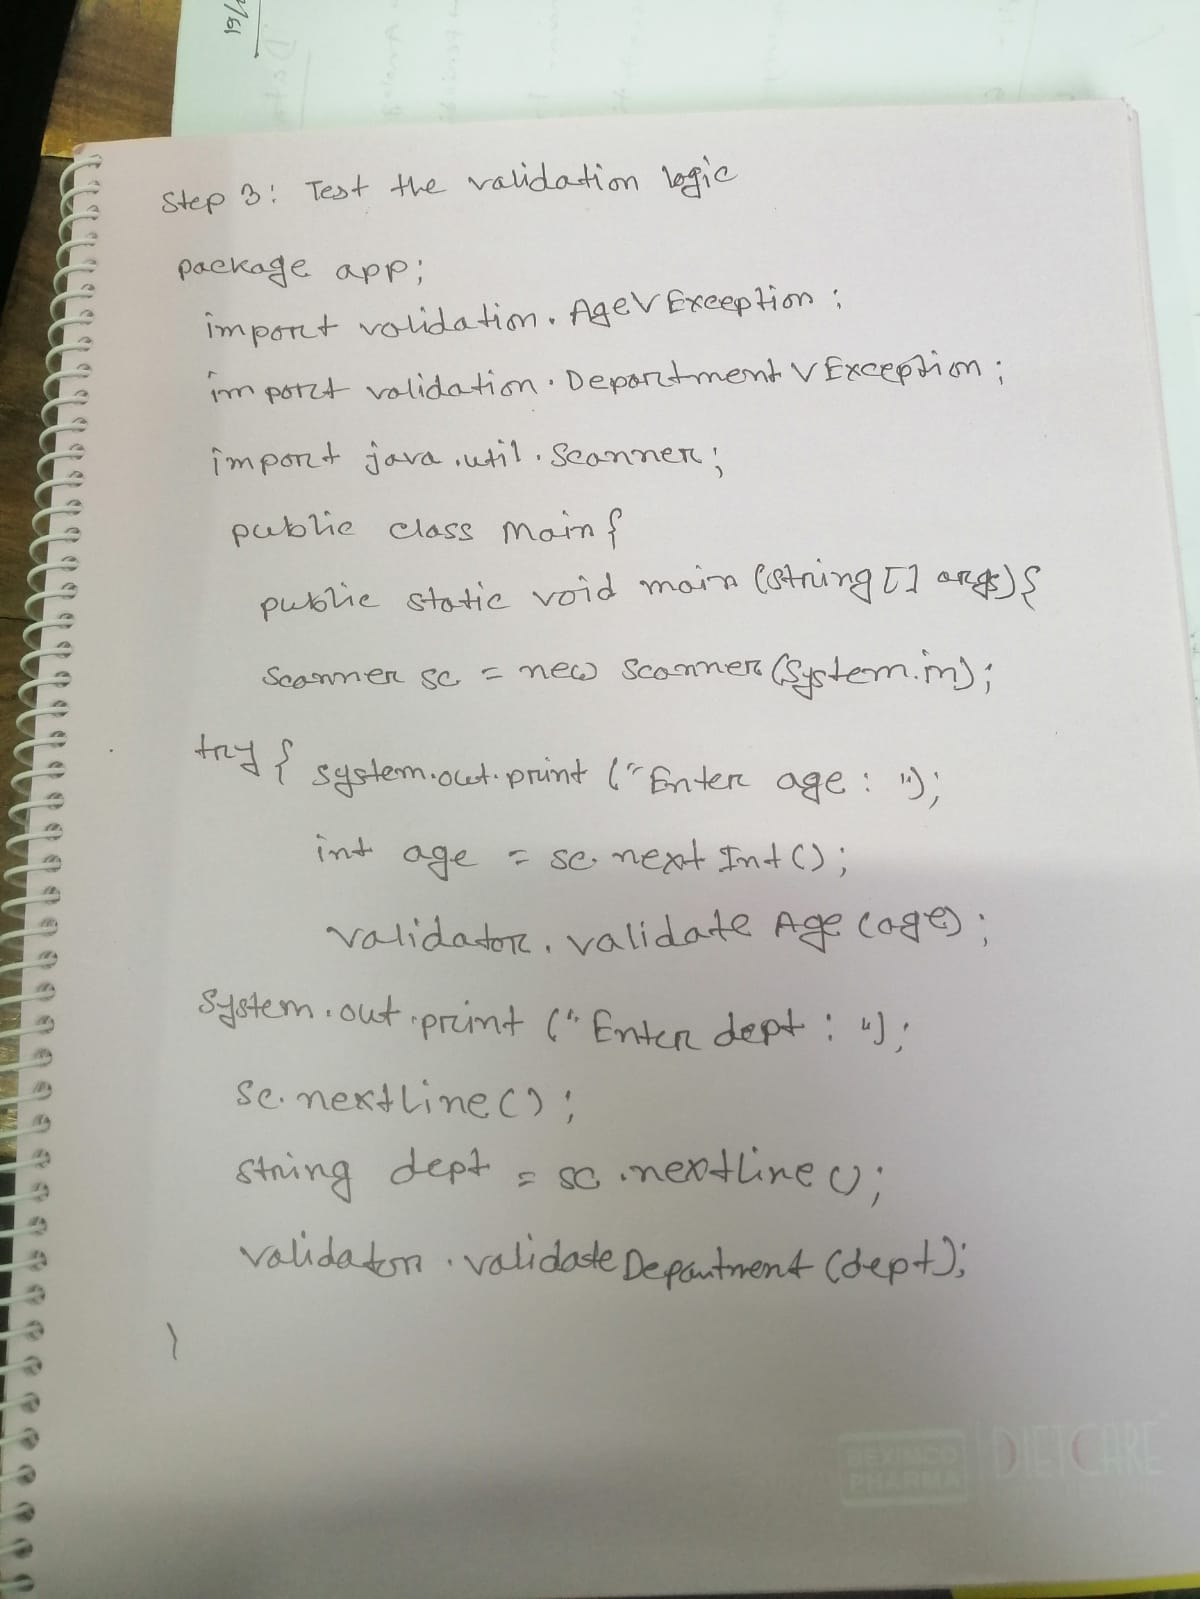 Step 3: Test the validation logic
package app;
import validation.AgeVException;
import validation.DepartmentVException;
import java.util.Scanner;
public class Main{
public static void main (string[] args){
Scanner sc = new Scanner(System.in);
try { system.out.print ("Enter age : ");
int age = sc.nextInt();
validator.validate Age (age);
System.out.print ("Enter dept : ");
sc.nextLine();
string dept = sc.nextLine();
validator.validateDepartment (dept);
}
BEXIMCO PHARMA
DIETCARE